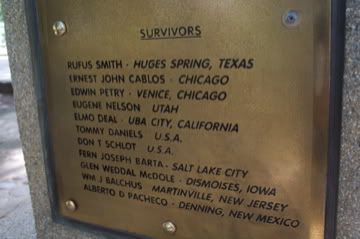 SURVIVORS
RUFUS SMITH · HUGES SPRING, TEXAS
ERNEST JOHN CABLOS · CHICAGO
EDWIN PETRY · VENICE, CHICAGO
EUGENE NELSON UTAH
ELMO DEAL · UBA CITY, CALIFORNIA
TOMMY DANIELS U.S.A.
DON T SCHLOT U.S.A.
FERN JOSEPH BARTA · SALT LAKE CITY
GLEN WEDDAL McDOLE · DISMOISES, IOWA
WM J BALCHUS MARTINVILLE, NEW JERSEY
ALBERTO D PACHECO · DENNING, NEW MEXICO